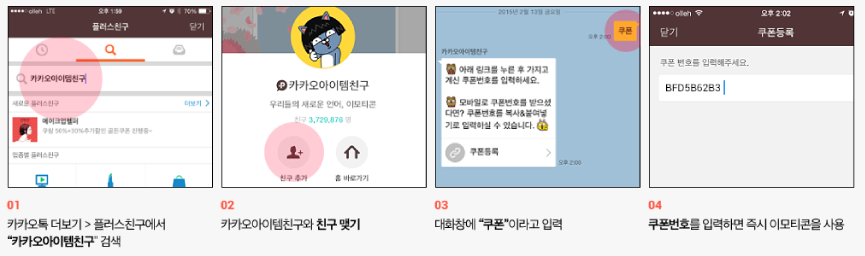 olleh LTE
오후 1:59
70%
플러스친구
닫기
카카오아이템친구
새로운 플러스친구
더보기 >
메이크업헬퍼
쿠팡 56%+30%추가할인 골든쿠폰 진행중~
업종별 플러스친구
카카오아이템친구
우리들의 새로운 언어, 이모티콘
친구 3,729,876 명
친구 추가
홈 바로가기
2015년 2월 13일 금요일
쿠폰
오후 2:00
카카오아이템친구
아래 링크를 누른 후 가지고
계신 쿠폰번호를 입력하세요.
모바일로 쿠폰번호를 받으셨
다면? 쿠폰번호를 복사&붙여넣
기로 입력하실 수 있습니다.
쿠폰등록
오후 2:00
olleh
오후 2:02
닫기
쿠폰등록
쿠폰 번호를 입력해주세요.
BFD5B62B3
01
카카오톡 더보기 > 플러스친구에서
“카카오아이템친구” 검색
02
카카오아이템친구와 친구 맺기
03
대화창에 “쿠폰”이라고 입력
04
쿠폰번호를 입력하면 즉시 이모티콘을 사용